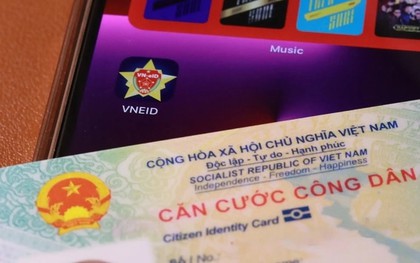 Music
VNeID
VNEID
CỘNG HÒA XÃ HỘI CHỦ NGHĨA VIỆT NAM
Độc lập - Tự do - Hạnh phúc
SOCIALIST REPUBLIC OF VIET NAM
Independence - Freedom - Happiness
CĂN CƯỚC CÔNG DÂN
Citizen Identity Card